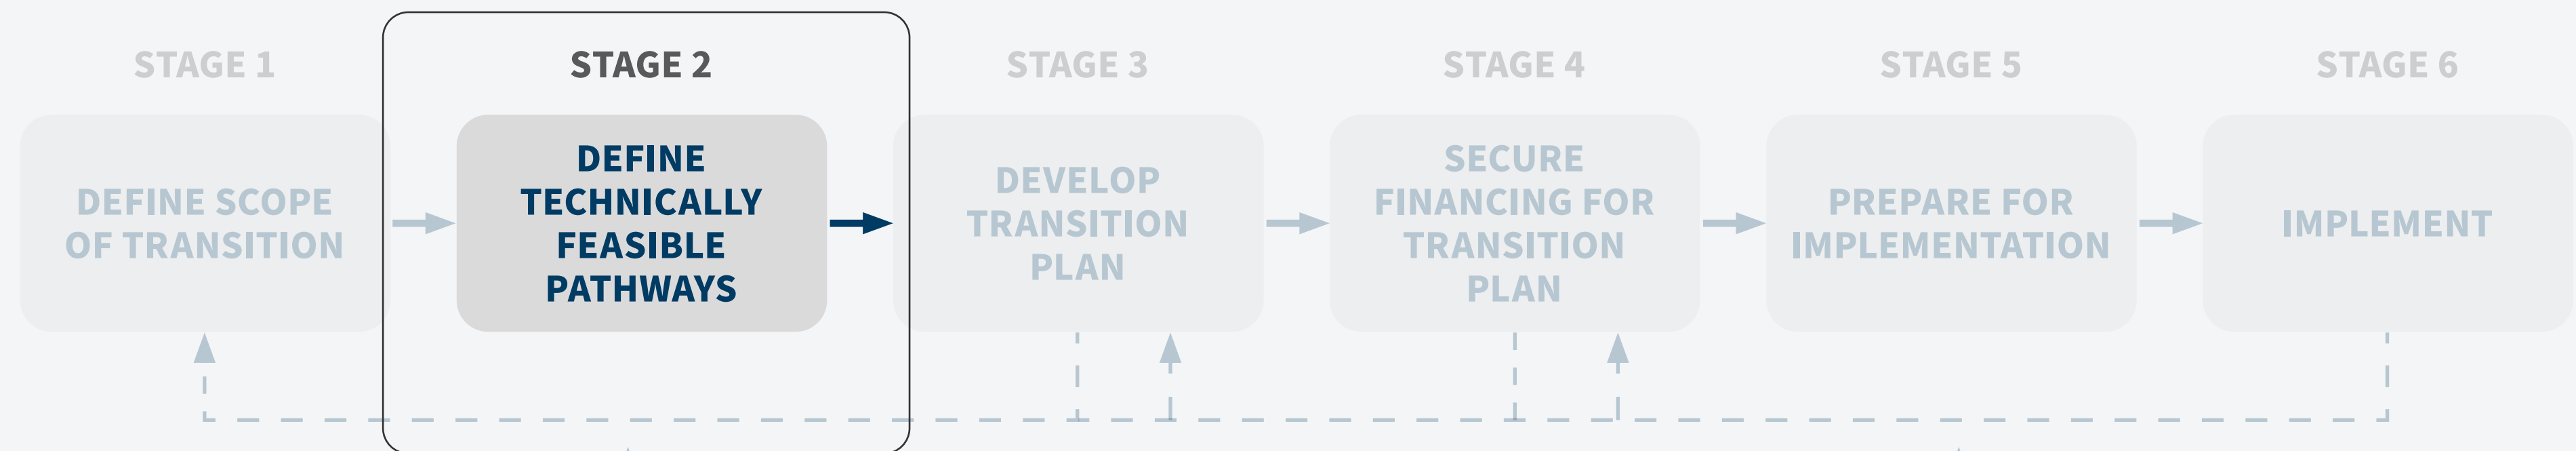 STAGE 1
DEFINE SCOPE
OF TRANSITION
STAGE 2
DEFINE
TECHNICALLY
FEASIBLE
PATHWAYS
STAGE 3
DEVELOP
TRANSITION
PLAN
STAGE 4
SECURE
FINANCING FOR
TRANSITION
PLAN
STAGE 5
PREPARE FOR
IMPLEMENTATION
STAGE 6
IMPLEMENT